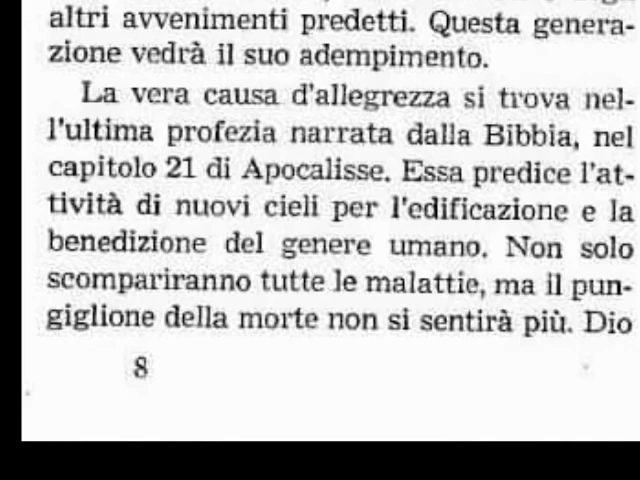 altri avvenimenti predetti. Questa genera-
zione vedrà il suo adempimento.
La vera causa d'allegrezza si trova nel-
l'ultima profezia narrata dalla Bibbia, nel
capitolo 21 di Apocalisse. Essa predice l'at-
tività di nuovi cieli per l'edificazione e la
benedizione del genere umano. Non solo
scompariranno tutte le malattie, ma il pun-
giglione della morte non si sentirà più. Dio
8